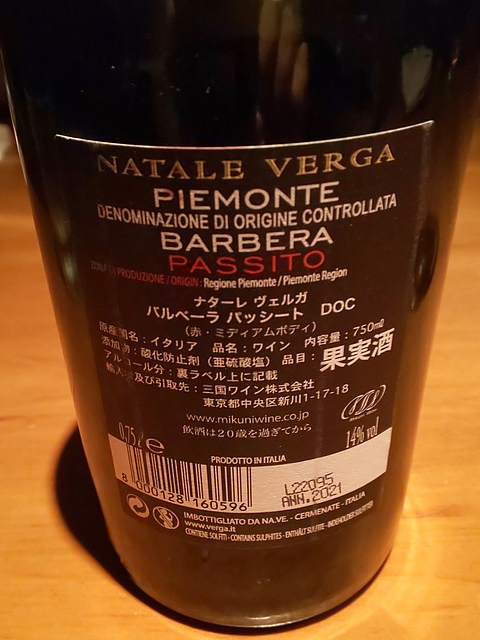 NATALE VERGA
PIEMONTE
DENOMINAZIONE DI ORIGINE CONTROLLATA
BARBERA
PASSITO
ZONA DI PRODUZIONE / ORIGIN: Regione Piemonte / Piemonte Region
ナターレ ヴェルガ
バルベーラ パッシート DOC
(赤・ミディアムボディ)
原産国名：イタリア 品名：ワイン 内容量：750㎖
添加物：酸化防止剤(亜硫酸塩) 品目：果実酒
アルコール分：裏ラベル上に記載
輸入者及び引取先：三国ワイン株式会社
東京都中央区新川1-17-18
www.mikuniwine.co.jp
飲酒は20歳を過ぎてから
0,75 ℓ e 14% vol
PRODOTTO IN ITALIA
8 000128 160596
L22095
ANN.2021
IMBOTTIGLIATO DA NA.VE. - CERMENATE - ITALIA
www.verga.it
CONTIENE SOLFITI - CONTAINS SULPHITES - ENTHÄLT SULFITE - INDEHOLDER SULFITTER